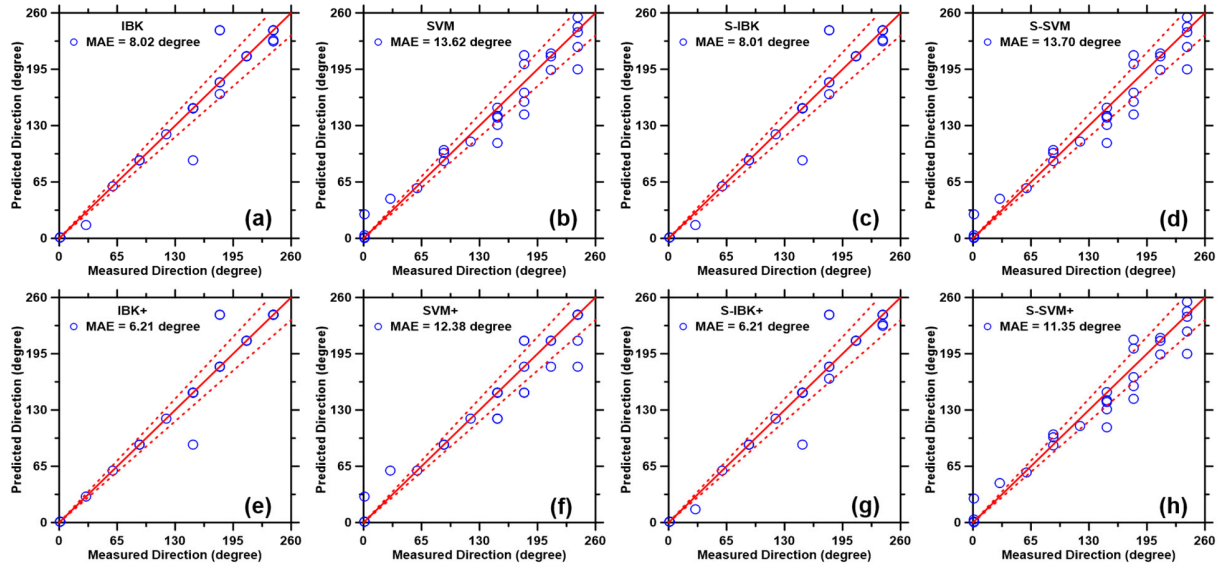 IBK
MAE = 8.02 degree
260
195
130
65
0
0 65 130 195 260
Predicted Direction (degree)
Measured Direction (degree)
(a)
SVM
MAE = 13.62 degree
260
195
130
65
0
0 65 130 195 260
Predicted Direction (degree)
Measured Direction (degree)
(b)
S-IBK
MAE = 8.01 degree
260
195
130
65
0
0 65 130 195 260
Predicted Direction (degree)
Measured Direction (degree)
(c)
S-SVM
MAE = 13.70 degree
260
195
130
65
0
0 65 130 195 260
Predicted Direction (degree)
Measured Direction (degree)
(d)
IBK+
MAE = 6.21 degree
260
195
130
65
0
0 65 130 195 260
Predicted Direction (degree)
Measured Direction (degree)
(e)
SVM+
MAE = 12.38 degree
260
195
130
65
0
0 65 130 195 260
Predicted Direction (degree)
Measured Direction (degree)
(f)
S-IBK+
MAE = 6.21 degree
260
195
130
65
0
0 65 130 195 260
Predicted Direction (degree)
Measured Direction (degree)
(g)
S-SVM+
MAE = 11.35 degree
260
195
130
65
0
0 65 130 195 260
Predicted Direction (degree)
Measured Direction (degree)
(h)